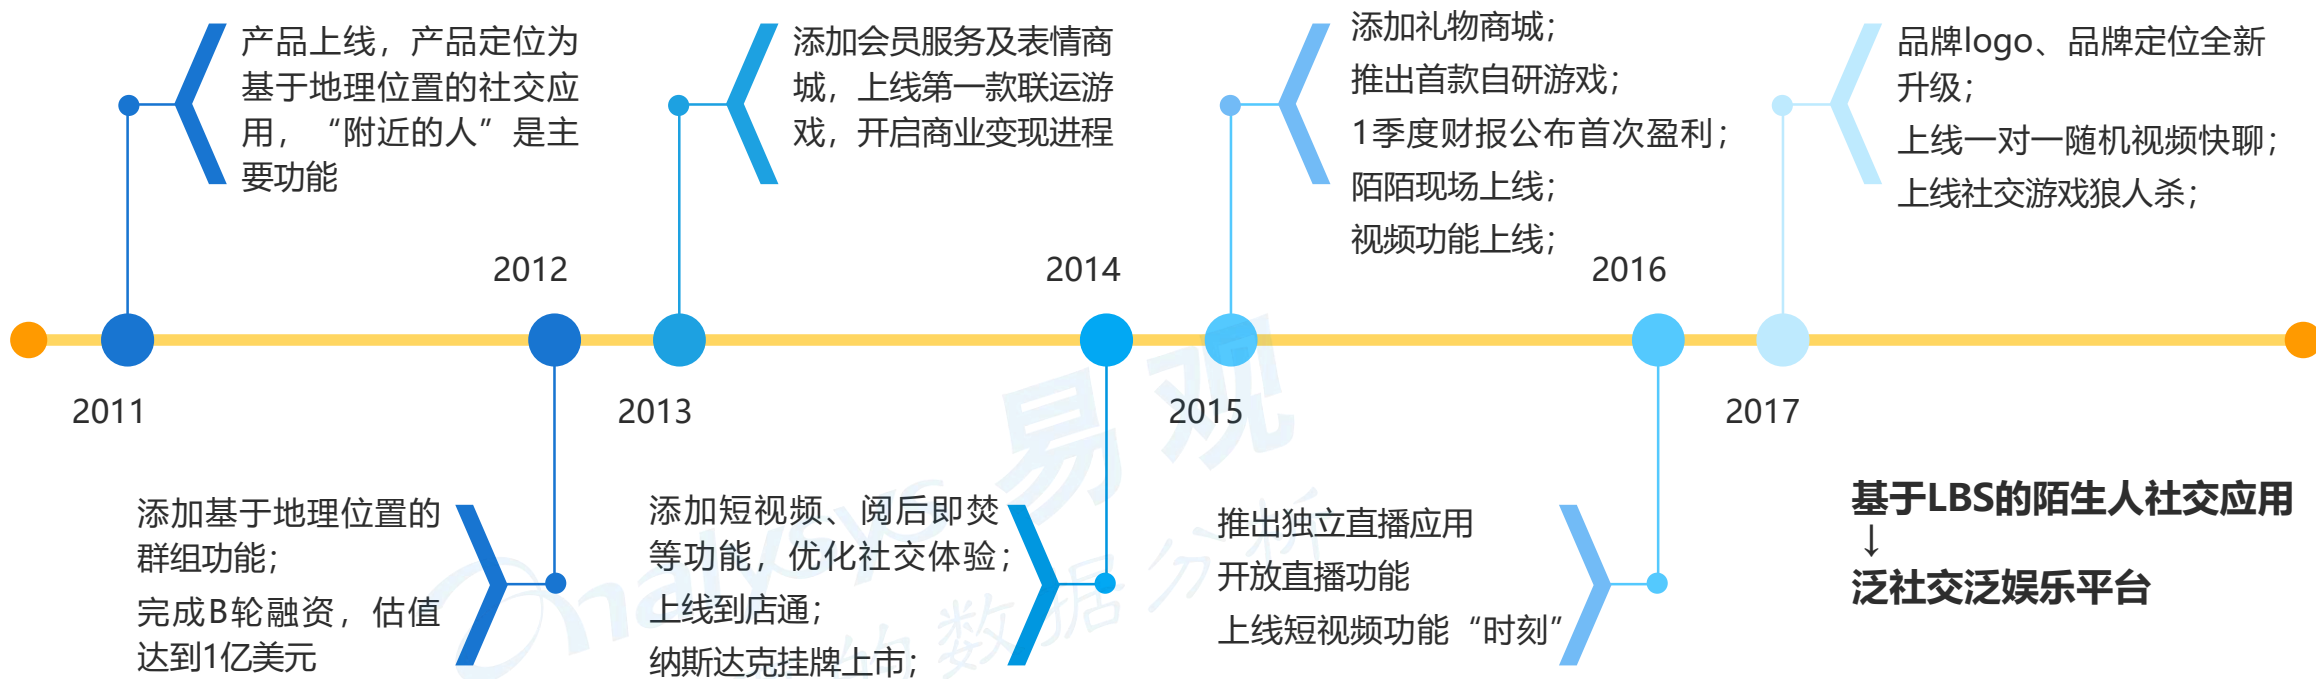 产品上线，产品定位为
基于地理位置的社交应
用，“附近的人”是主
要功能
添加会员服务及表情商
城，上线第一款联运游
戏，开启商业变现进程
添加礼物商城；
推出首款自研游戏；
1季度财报公布首次盈利；
陌陌现场上线；
视频功能上线；
品牌logo、品牌定位全新
升级；
上线一对一随机视频快聊；
上线社交游戏狼人杀；
2012
2014
2016
2011
2013
2015
2017
添加基于地理位置的
群组功能；
完成B轮融资，估值
达到1亿美元
添加短视频、阅后即焚
等功能，优化社交体验；
上线到店通；
纳斯达克挂牌上市；
推出独立直播应用
开放直播功能
上线短视频功能“时刻”
基于LBS的陌生人社交应用
↓
泛社交泛娱乐平台
易观
analysys
的数据分析